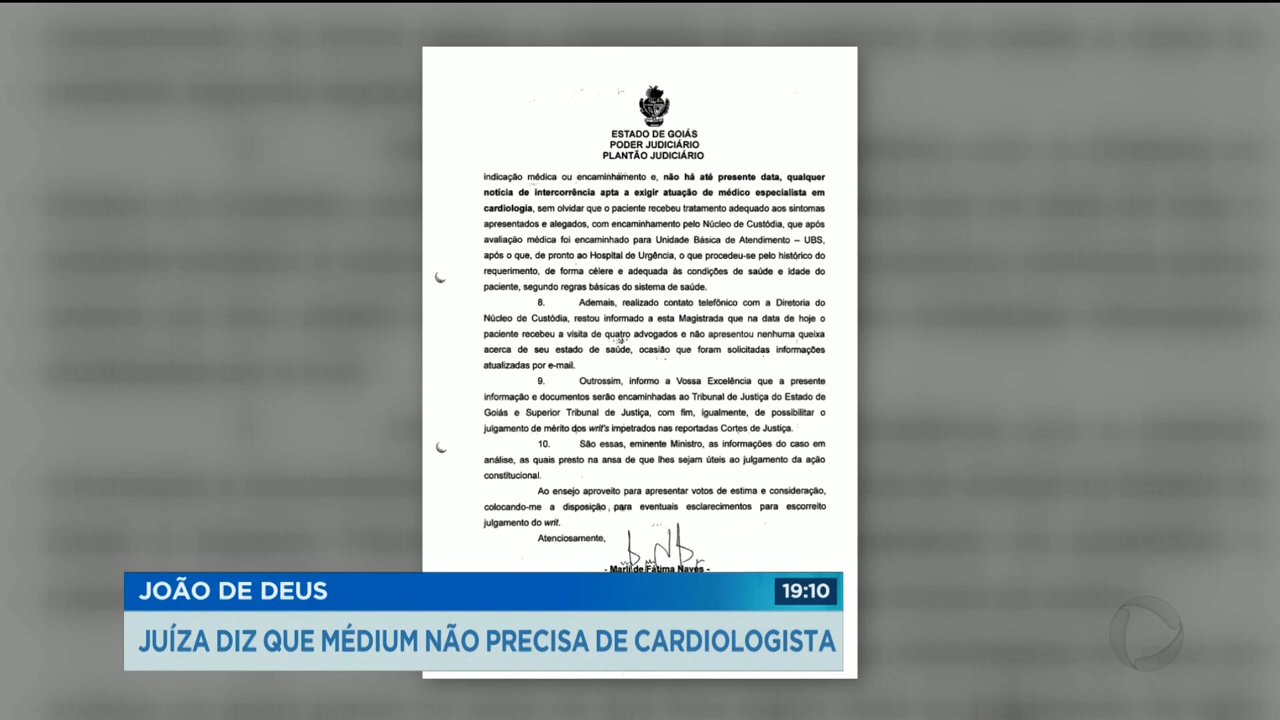 ESTADO DE GOIÁS
PODER JUDICIÁRIO
PLANTÃO JUDICIÁRIO
indicação médica ou encaminhamento e, não há até presente data, qualquer
notícia de intercorrência apta a exigir atuação de médico especialista em
cardiologia, sem olvidar que o paciente recebeu tratamento adequado aos sintomas
apresentados e alegados, com encaminhamento pelo Núcleo de Custódia, que após
avaliação médica foi encaminhado para Unidade Básica de Atendimento – UBS,
após o que, de pronto ao Hospital de Urgência, o que procedeu-se pelo histórico do
requerimento, de forma célere e adequada às condições de saúde e idade do
paciente, segundo regras básicas do sistema de saúde.
8. Ademais, realizado contato telefônico com a Diretoria do
Núcleo de Custódia, restou informado a esta Magistrada que na data de hoje o
paciente recebeu a visita de quatro advogados e não apresentou nenhuma queixa
acerca de seu estado de saúde, ocasião que foram solicitadas informações
atualizadas por e-mail.
9. Outrossim, informo a Vossa Excelência que a presente
informação e documentos serão encaminhadas ao Tribunal de Justiça do Estado de
Goiás e Superior Tribunal de Justiça, com fim, igualmente, de possibilitar o
julgamento de mérito dos writ's impetrados nas reportadas Cortes de Justiça.
10. São essas, eminente Ministro, as informações do caso em
análise, as quais presto na ansa de que lhes sejam úteis ao julgamento da ação
constitucional.
Ao ensejo aproveito para apresentar votos de estima e consideração,
colocando-me a disposição para eventuais esclarecimentos para escorreito
julgamento do writ.
Atenciosamente,
- Marli de Fátima Naves -
JOÃO DE DEUS
19:10
JUÍZA DIZ QUE MÉDIUM NÃO PRECISA DE CARDIOLOGISTA